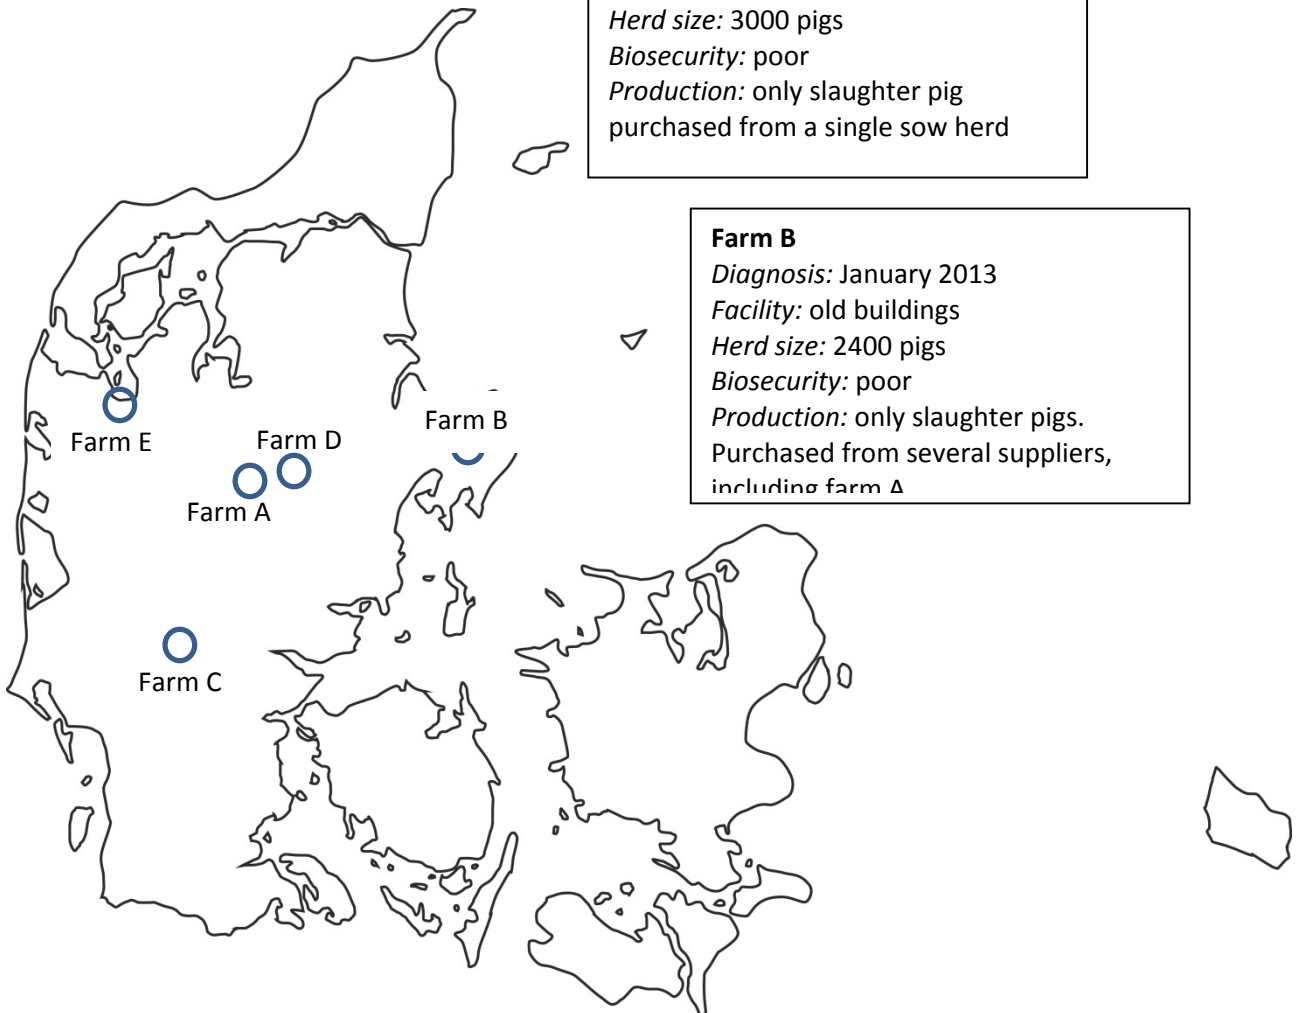 Herd size: 3000 pigs
Biosecurity: poor
Production: only slaughter pig
purchased from a single sow herd
Farm B
Diagnosis: January 2013
Facility: old buildings
Herd size: 2400 pigs
Biosecurity: poor
Production: only slaughter pigs.
Purchased from several suppliers,
including farm A
Farm B
Farm E
Farm D
Farm A
Farm C